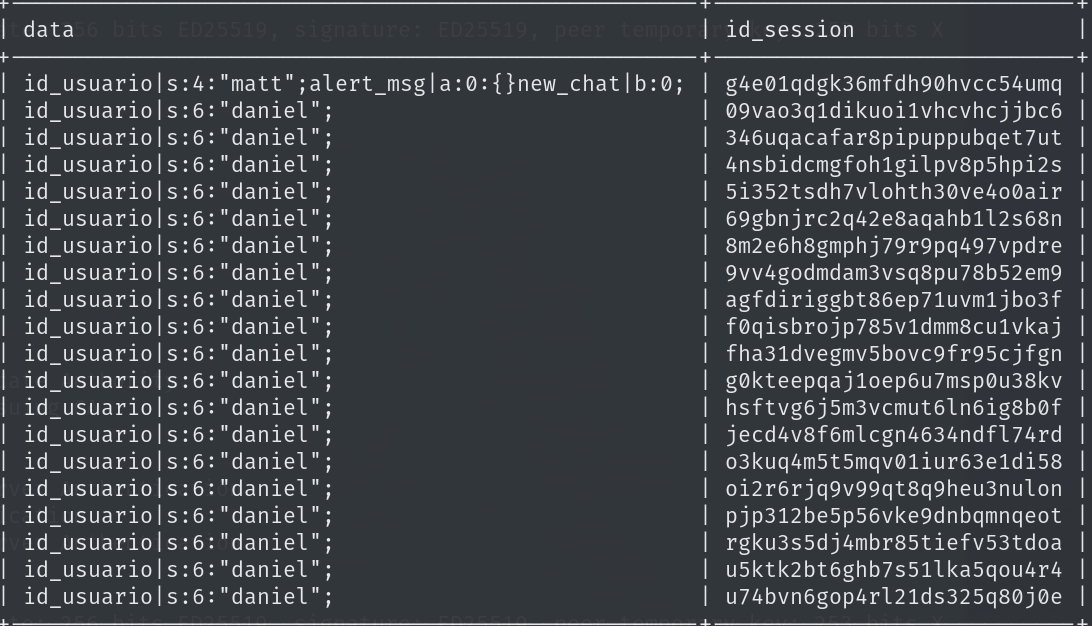 data | id_session
id_usuario|s:4:"matt";alert_msg|a:0:{}new_chat|b:0; | g4e01qdgk36mfdh90hvcc54umq
id_usuario|s:6:"daniel"; | 09vao3q1dikuoi1vhcvhcjjbc6
id_usuario|s:6:"daniel"; | 346uqacafar8pipuppubqet7ut
id_usuario|s:6:"daniel"; | 4nsbidcmgfoh1gilpv8p5hpi2s
id_usuario|s:6:"daniel"; | 5i352tsdh7vlohth30ve4o0air
id_usuario|s:6:"daniel"; | 69gbnjrc2q42e8aqahb1l2s68n
id_usuario|s:6:"daniel"; | 8m2e6h8gmphj79r9pq497vpdre
id_usuario|s:6:"daniel"; | 9vv4godmdam3vsq8pu78b52em9
id_usuario|s:6:"daniel"; | agfdiriggbt86ep71uvm1jbo3f
id_usuario|s:6:"daniel"; | f0qisbrojp785v1dmm8cu1vkaj
id_usuario|s:6:"daniel"; | fha31dvegmv5bovc9fr95cjfgn
id_usuario|s:6:"daniel"; | g0kteepqaj1oep6u7msp0u38kv
id_usuario|s:6:"daniel"; | hsftvg6j5m3vcmut6ln6ig8b0f
id_usuario|s:6:"daniel"; | jecd4v8f6mlcgn4634ndfl74rd
id_usuario|s:6:"daniel"; | o3kuq4m5t5mqv01iur63e1di58
id_usuario|s:6:"daniel"; | oi2r6rjq9v99qt8q9heu3nulon
id_usuario|s:6:"daniel"; | pjp312be5p56vke9dnbqmnqeot
id_usuario|s:6:"daniel"; | rgku3s5dj4mbr85tiefv53tdoa
id_usuario|s:6:"daniel"; | u5ktk2bt6ghb7s51lka5qou4r4
id_usuario|s:6:"daniel"; | u74bvn6gop4rl21ds325q80j0e